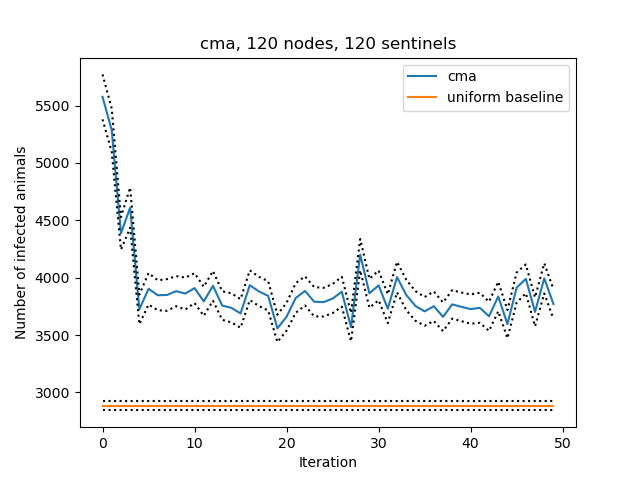 cma, 120 nodes, 120 sentinels
cma
uniform baseline
5500
5000
4500
4000
3500
3000
Number of infected animals
0
10
20
30
40
50
Iteration